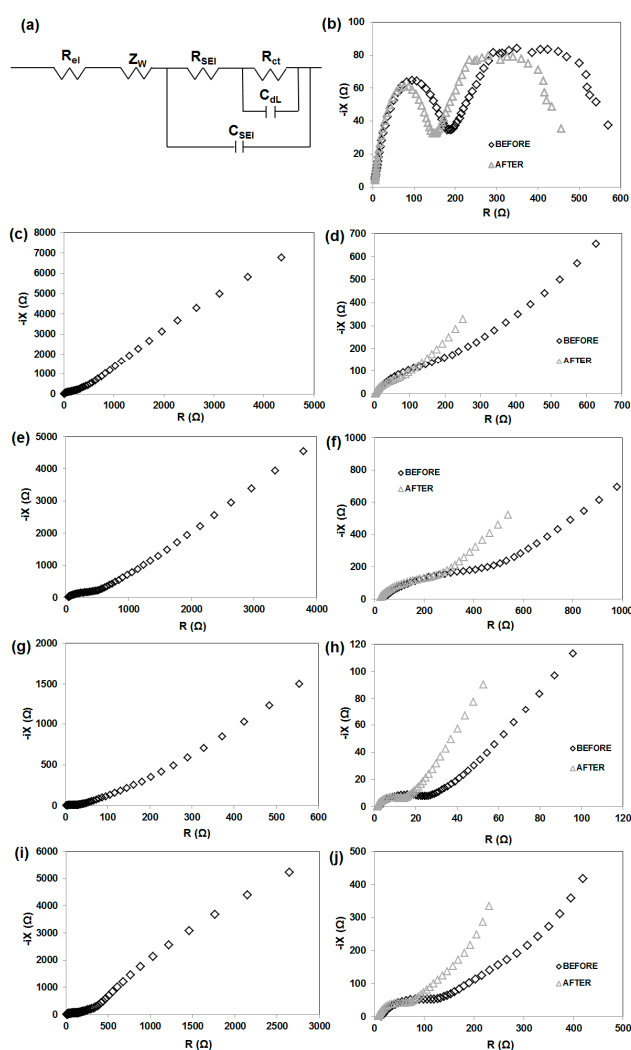 (a)
R_el Z_W R_SEI R_ct
C_dL
C_SEI
(b)
-iX (Ω)
100
80
60
40
20
0
0 100 200 300 400 500 600
R (Ω)
BEFORE
AFTER
(c)
-iX (Ω)
8000
7000
6000
5000
4000
3000
2000
1000
0
0 1000 2000 3000 4000 5000
R (Ω)
(d)
-iX (Ω)
700
600
500
400
300
200
100
0
0 100 200 300 400 500 600 700
R (Ω)
BEFORE
AFTER
(e)
-iX (Ω)
5000
4000
3000
2000
1000
0
0 1000 2000 3000 4000
R (Ω)
(f)
-iX (Ω)
1000
800
600
400
200
0
0 200 400 600 800 1000
R (Ω)
BEFORE
AFTER
(g)
-iX (Ω)
2000
1500
1000
500
0
0 100 200 300 400 500 600
R (Ω)
(h)
-iX (Ω)
120
100
80
60
40
20
0
0 20 40 60 80 100 120
R (Ω)
BEFORE
AFTER
(i)
-iX (Ω)
6000
5000
4000
3000
2000
1000
0
0 500 1000 1500 2000 2500 3000
R (Ω)
(j)
-iX (Ω)
500
400
300
200
100
0
0 100 200 300 400 500
R (Ω)
BEFORE
AFTER